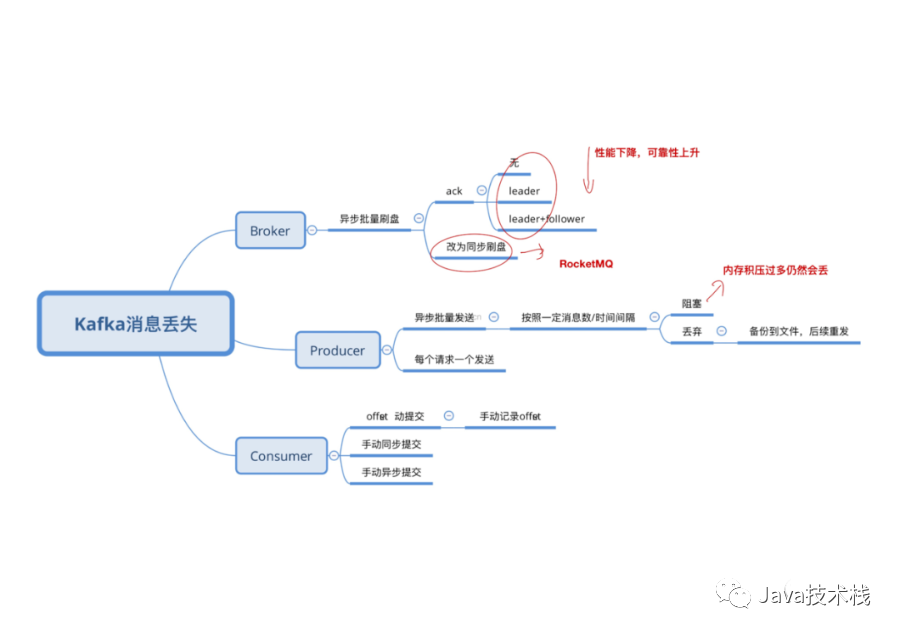 Kafka消息丢失
Broker
异步批量刷盘
ack
无
leader
leader+follower
性能下降，可靠性上升
改为同步刷盘
RocketMQ
Producer
异步批量发送
按照一定消息数/时间间隔
阻塞
内存积压过多仍然会丢
丢弃
备份到文件，后续重发
每个请求一个发送
Consumer
offet 动提交
手动记录offet
手动同步提交
手动异步提交
Java技术栈